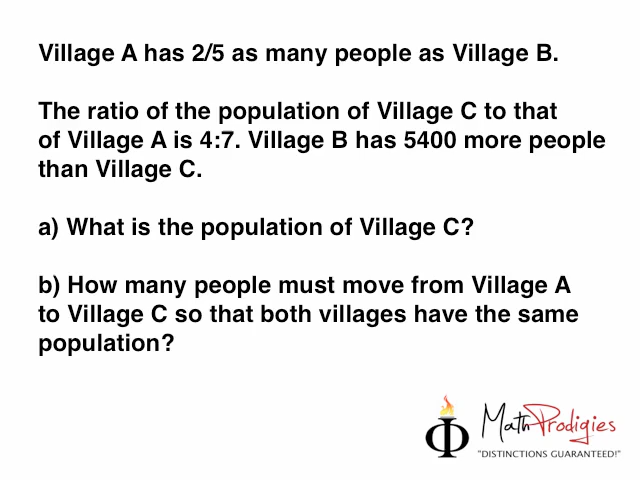 Village A has 2/5 as many people as Village B.
The ratio of the population of Village C to that
of Village A is 4:7. Village B has 5400 more people
than Village C.
a) What is the population of Village C?
b) How many people must move from Village A
to Village C so that both villages have the same
population?
Math Prodigies
"DISTINCTIONS GUARANTEED!"